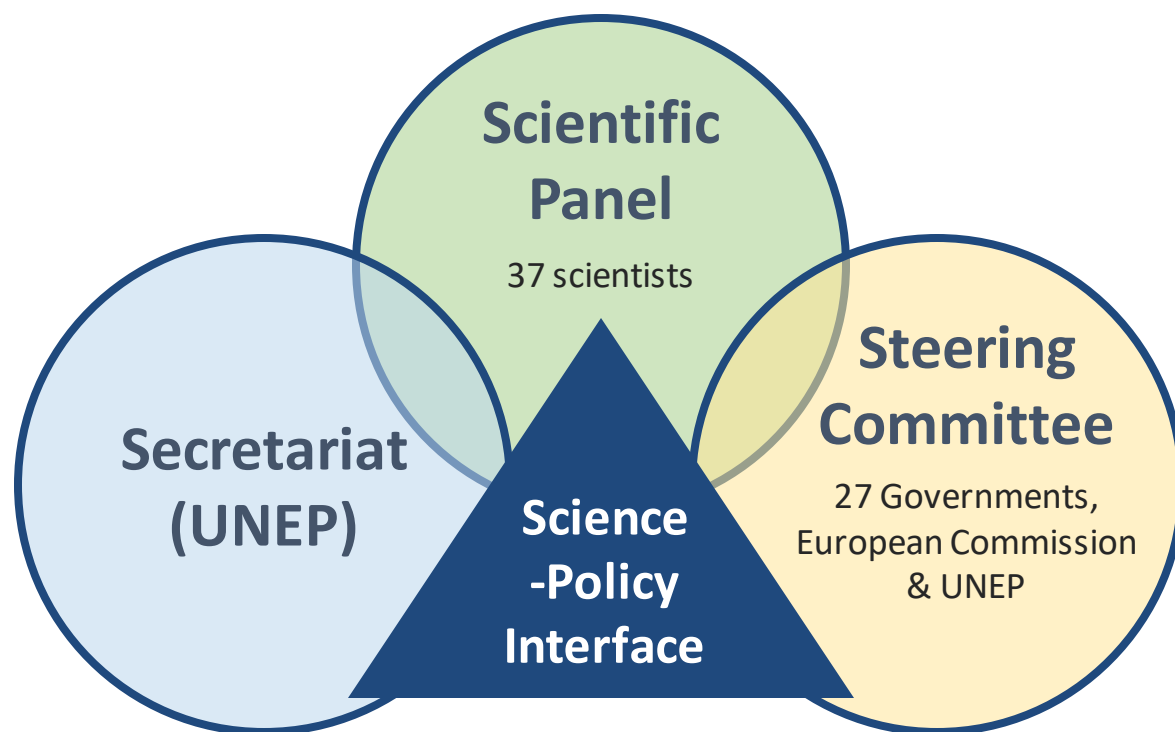 Scientific
Panel
37 scientists
Secretariat
(UNEP)
Steering
Committee
27 Governments,
European Commission
& UNEP
Science
-Policy
Interface